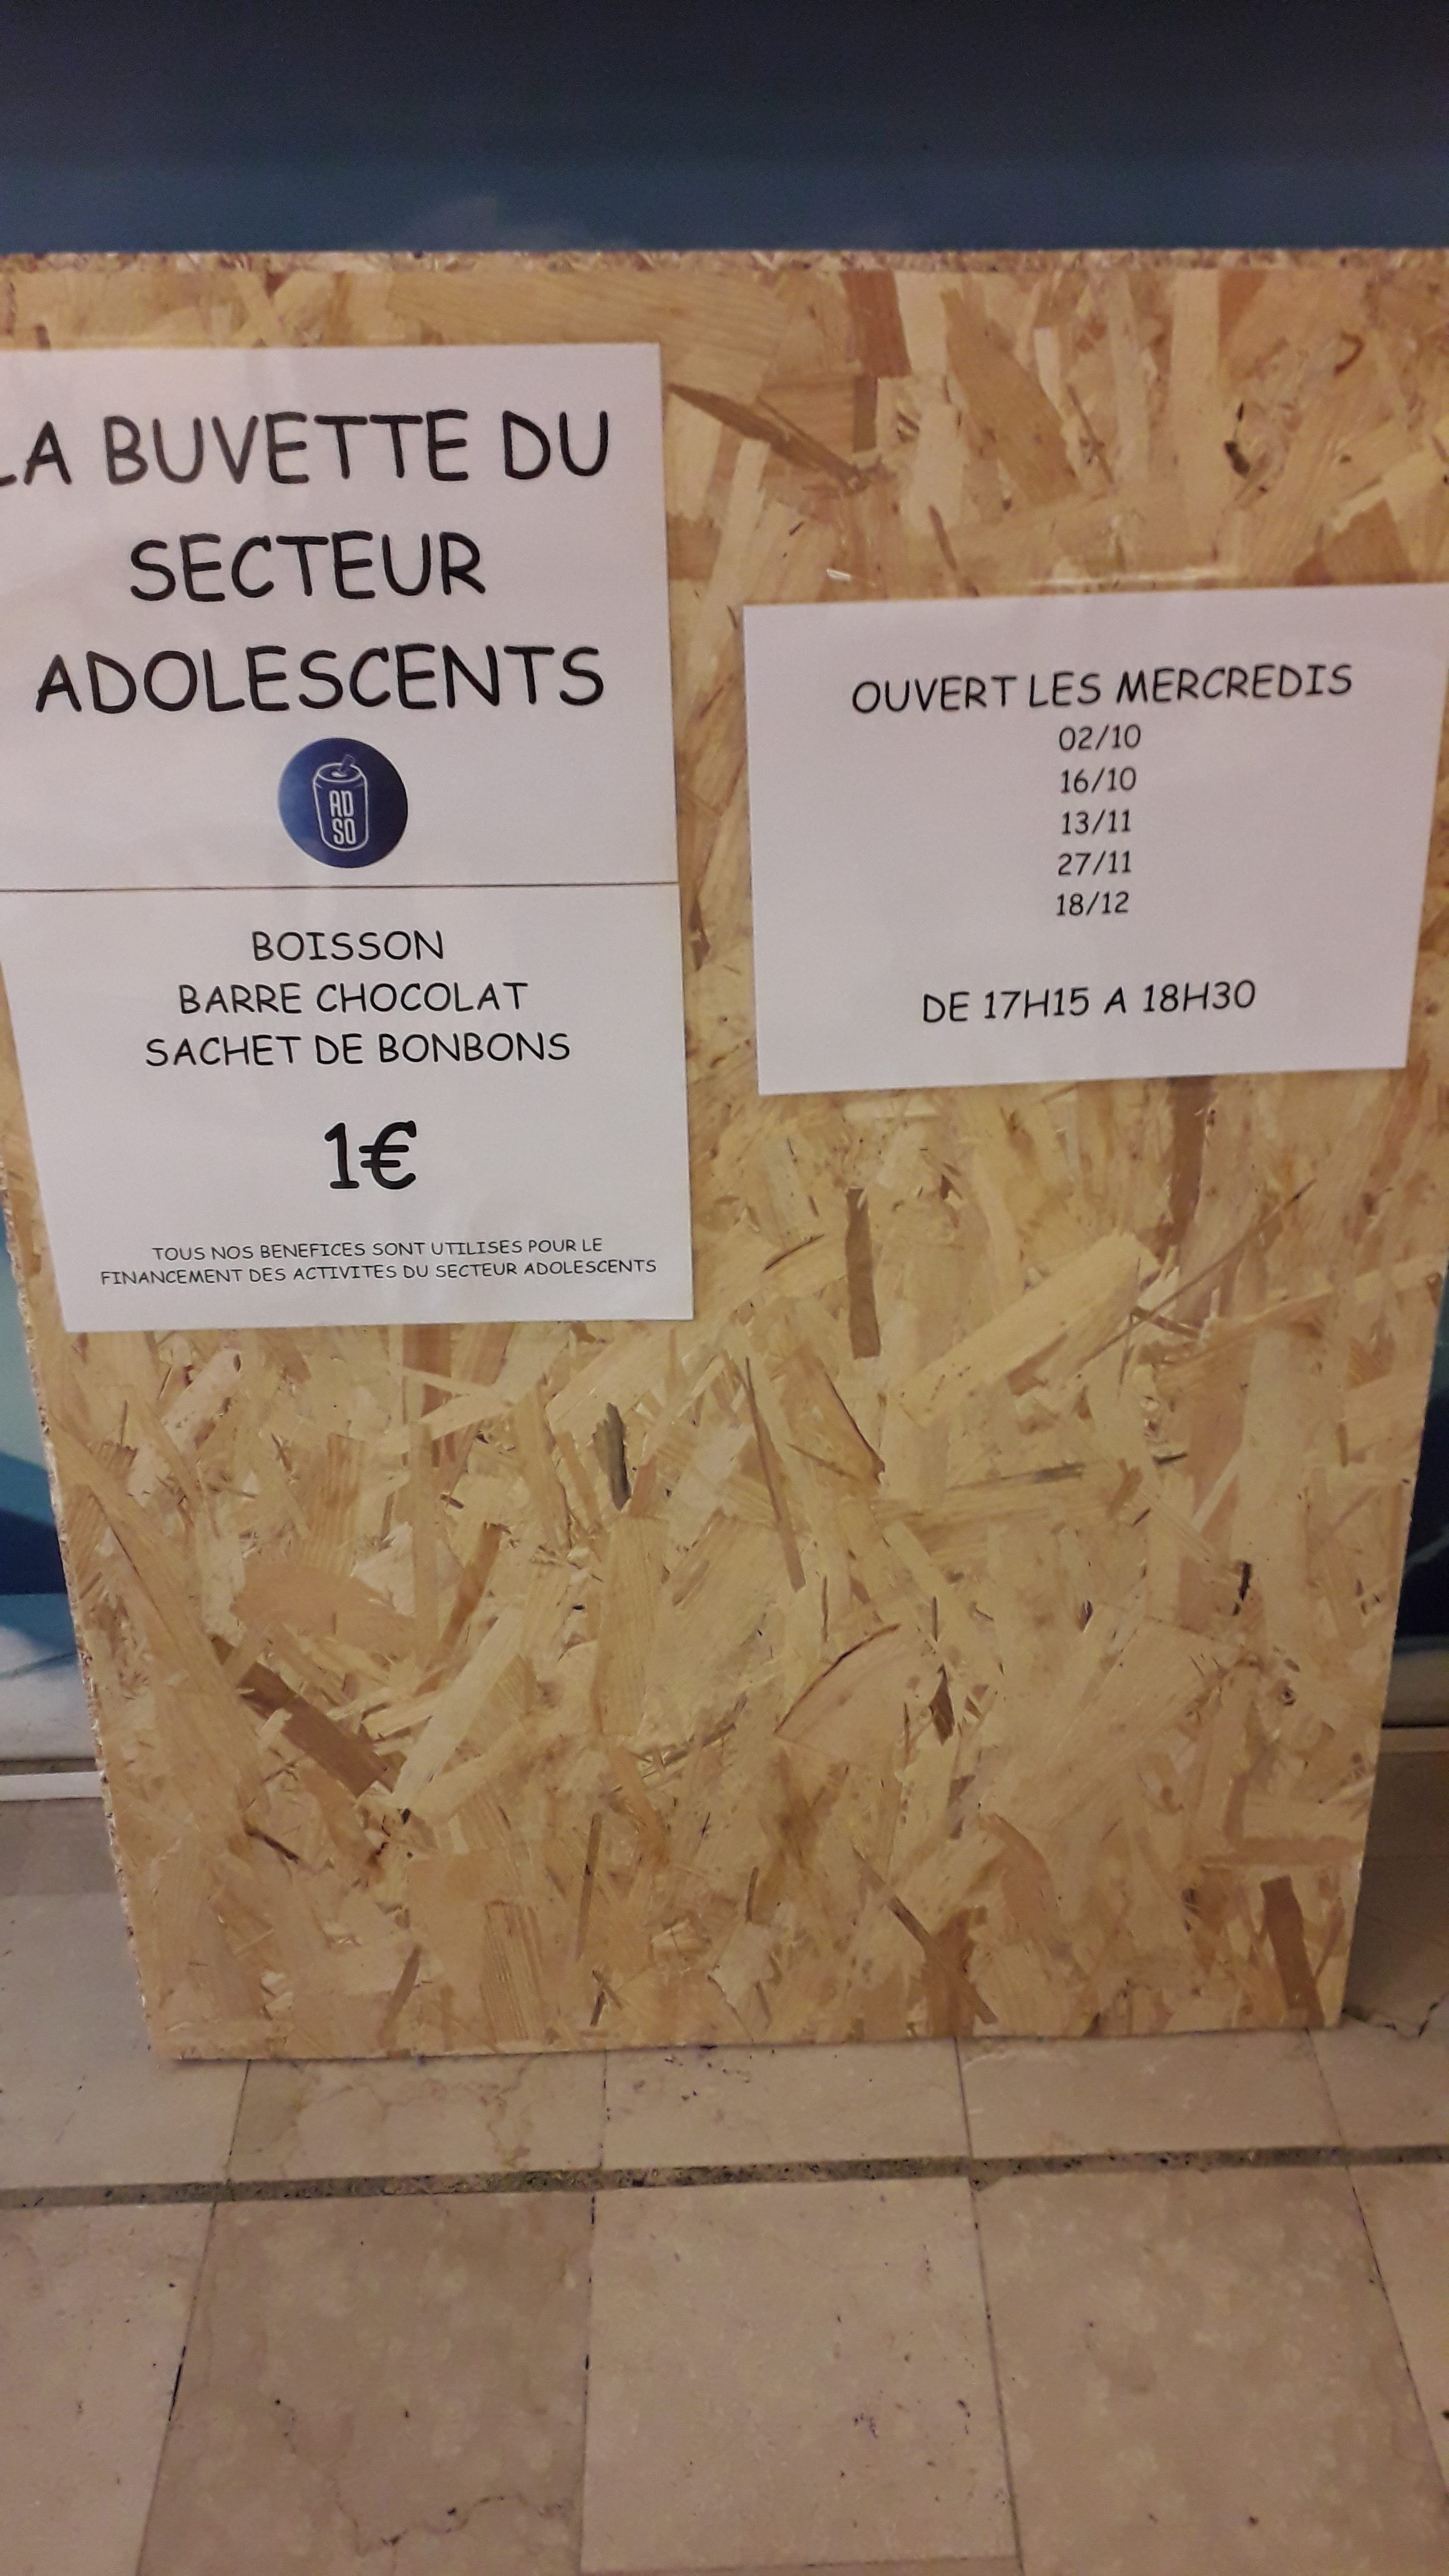 LA BUVETTE DU
SECTEUR
ADOLESCENTS
AD
SO
BOISSON
BARRE CHOCOLAT
SACHET DE BONBONS
1€
TOUS NOS BENEFICES SONT UTILISES POUR LE
FINANCEMENT DES ACTIVITES DU SECTEUR ADOLESCENTS
OUVERT LES MERCREDIS
02/10
16/10
13/11
27/11
18/12
DE 17H15 A 18H30